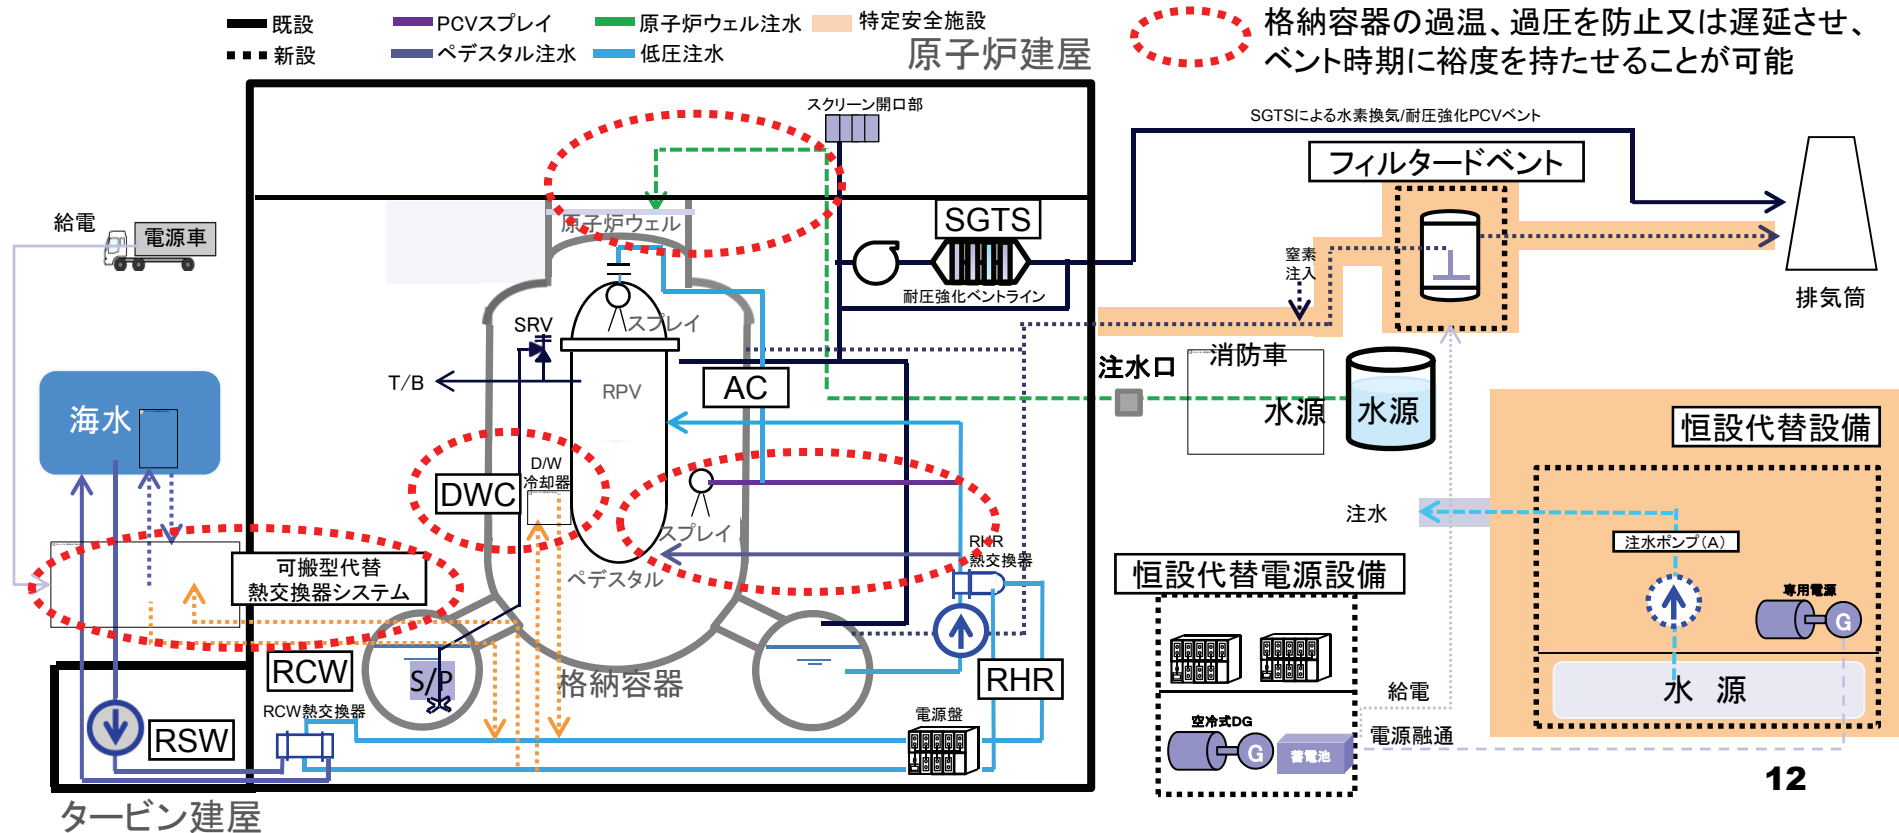 既設
PCVスプレイ
原子炉ウェル注水
特定安全施設
新設
ペデスタル注水
低圧注水
格納容器の過温、過圧を防止又は遅延させ、
ベント時期に裕度を持たせることが可能
原子炉建屋
スクリーン開口部
SGTSによる水素換気/耐圧強化PCVベント
フィルタードベント
給電
電源車
原子炉ウェル
SGTS
耐圧強化ベントライン
窒素
注入
排気筒
スプレイ
SRV
T/B
RPV
AC
注水口
消防車
水源
水源
海水
恒設代替設備
D/W
冷却器
DWC
スプレイ
RHR
熱交換器
注水
注水ポンプ(A)
可搬型代替
熱交換器システム
ペデスタル
恒設代替電源設備
専用電源
G
RCW
S/P
格納容器
RHR
水 源
RCW熱交換器
電源盤
給電
RSW
空冷式DG
G
蓄電池
電源融通
タービン建屋
12